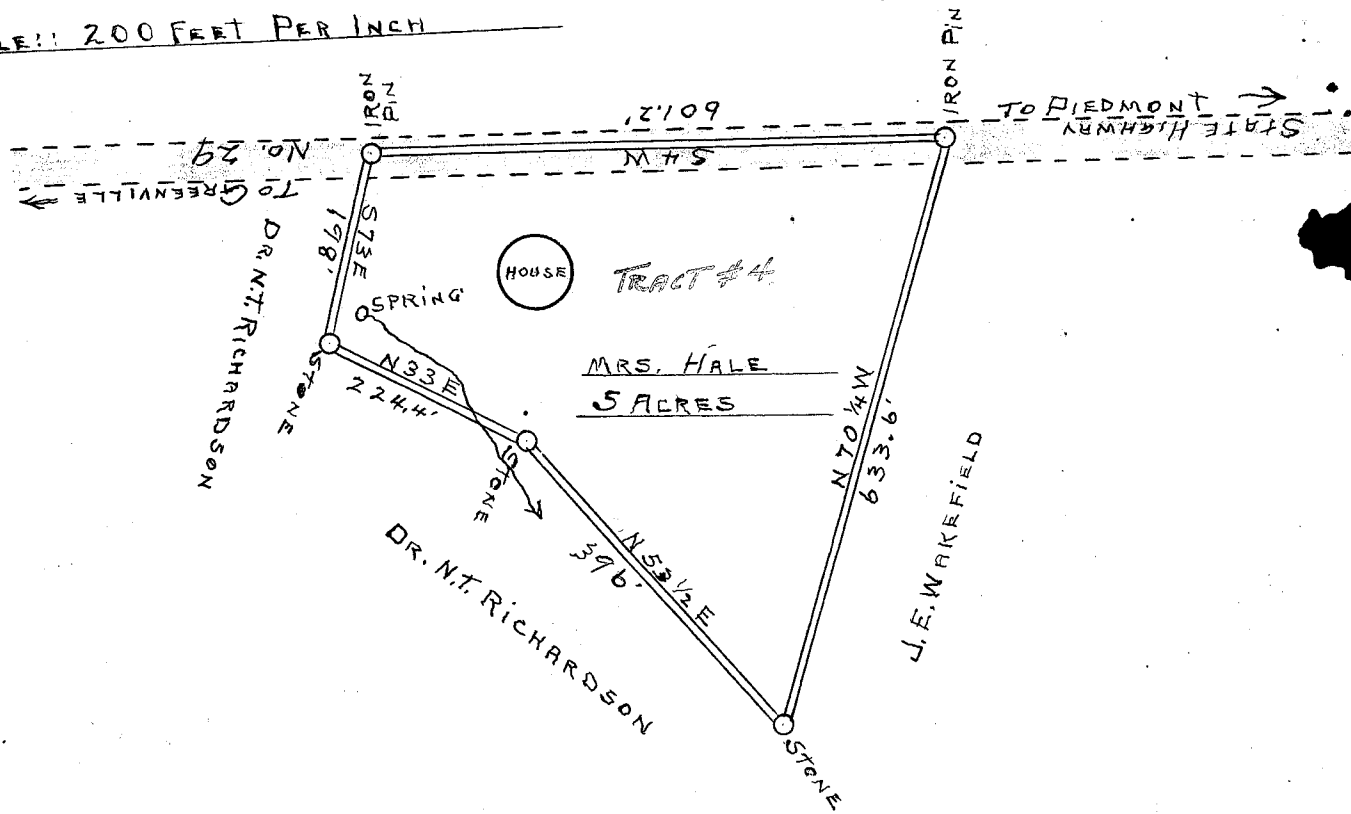 LE!! 200 FEET PER INCH
IRON
PIN
IRON PIN
601.2'
S 4 W
TO PIEDMONT
STATE HIGHWAY
No. 29
TO GREENVILLE
S 73 E
198'
DR. N.T. RICHARDSON
HOUSE
TRACT #4
SPRING
STONE
N 33 E
224.4'
MRS. HALE
5 ACRES
STONE
N 70 1/4 W
633.6'
J. E. WAKEFIELD
N 53 1/2 E
396'
DR. N.T. RICHARDSON
STONE